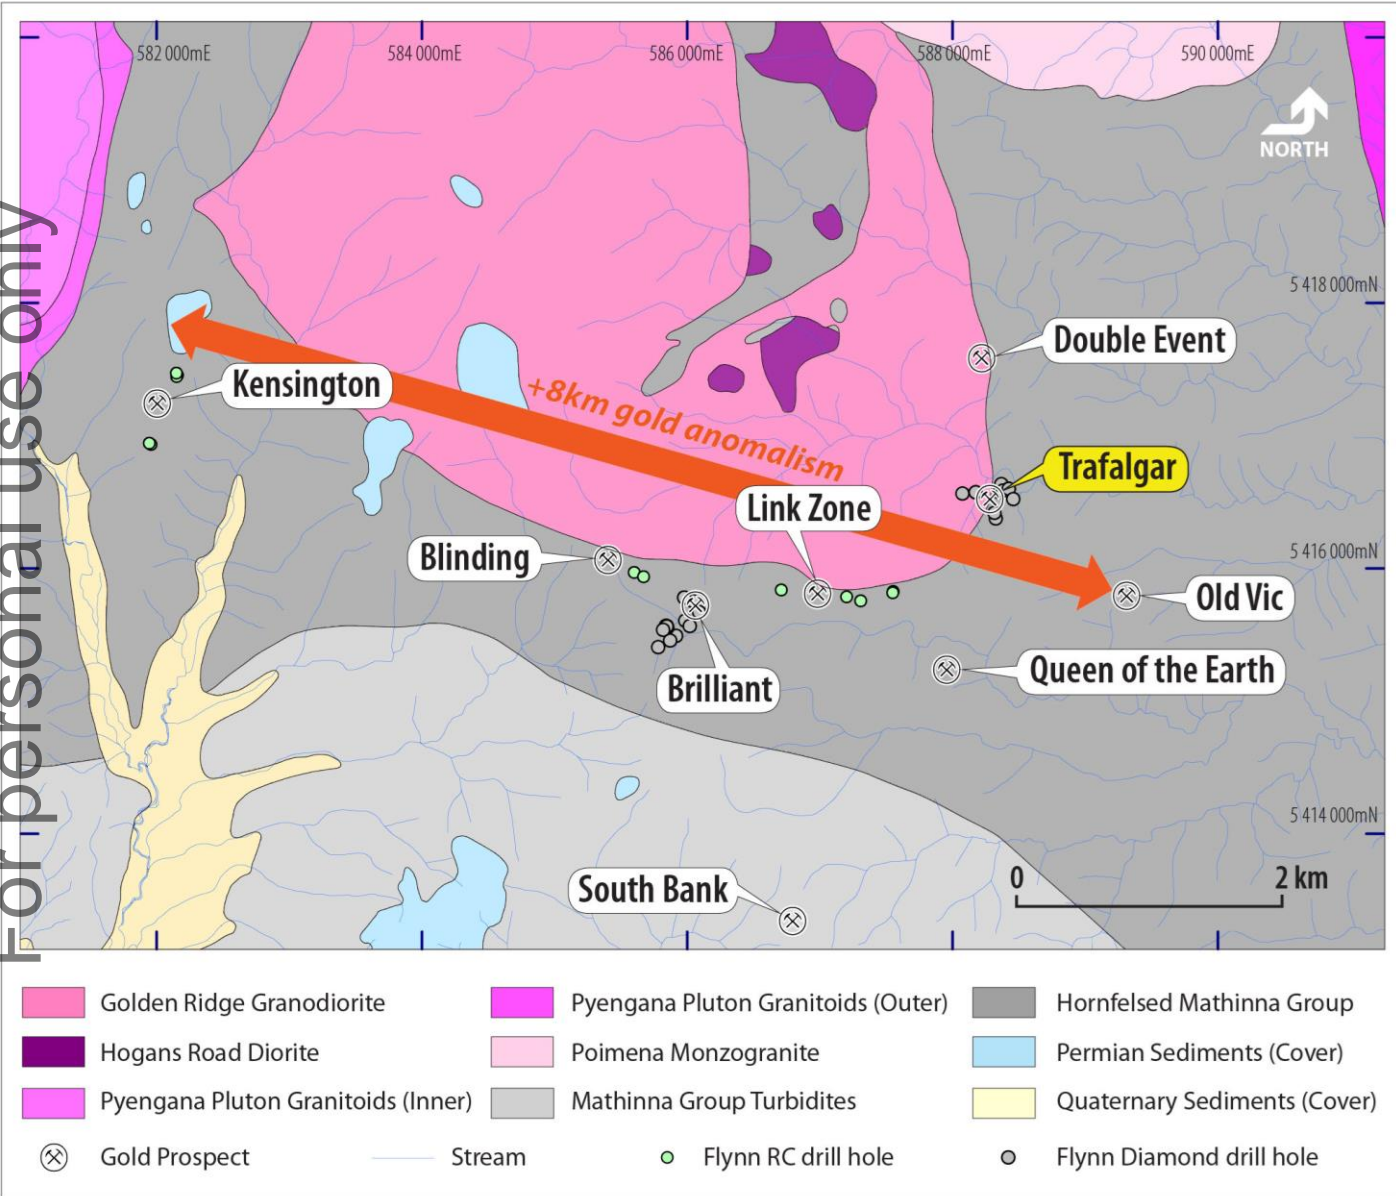 582 000mE
584 000mE
586 000mE
588 000mE
590 000mE
NORTH
5 418 000mN
Double Event
Kensington
+8km gold anomalism
Trafalgar
Link Zone
Blinding
5 416 000mN
Old Vic
Queen of the Earth
Brilliant
5 414 000mN
South Bank
0
2 km
For personal use only
Golden Ridge Granodiorite
Pyengana Pluton Granitoids (Outer)
Hornfelsed Mathinna Group
Hogans Road Diorite
Poimena Monzogranite
Permian Sediments (Cover)
Pyengana Pluton Granitoids (Inner)
Mathinna Group Turbidites
Quaternary Sediments (Cover)
Gold Prospect
Stream
Flynn RC drill hole
Flynn Diamond drill hole